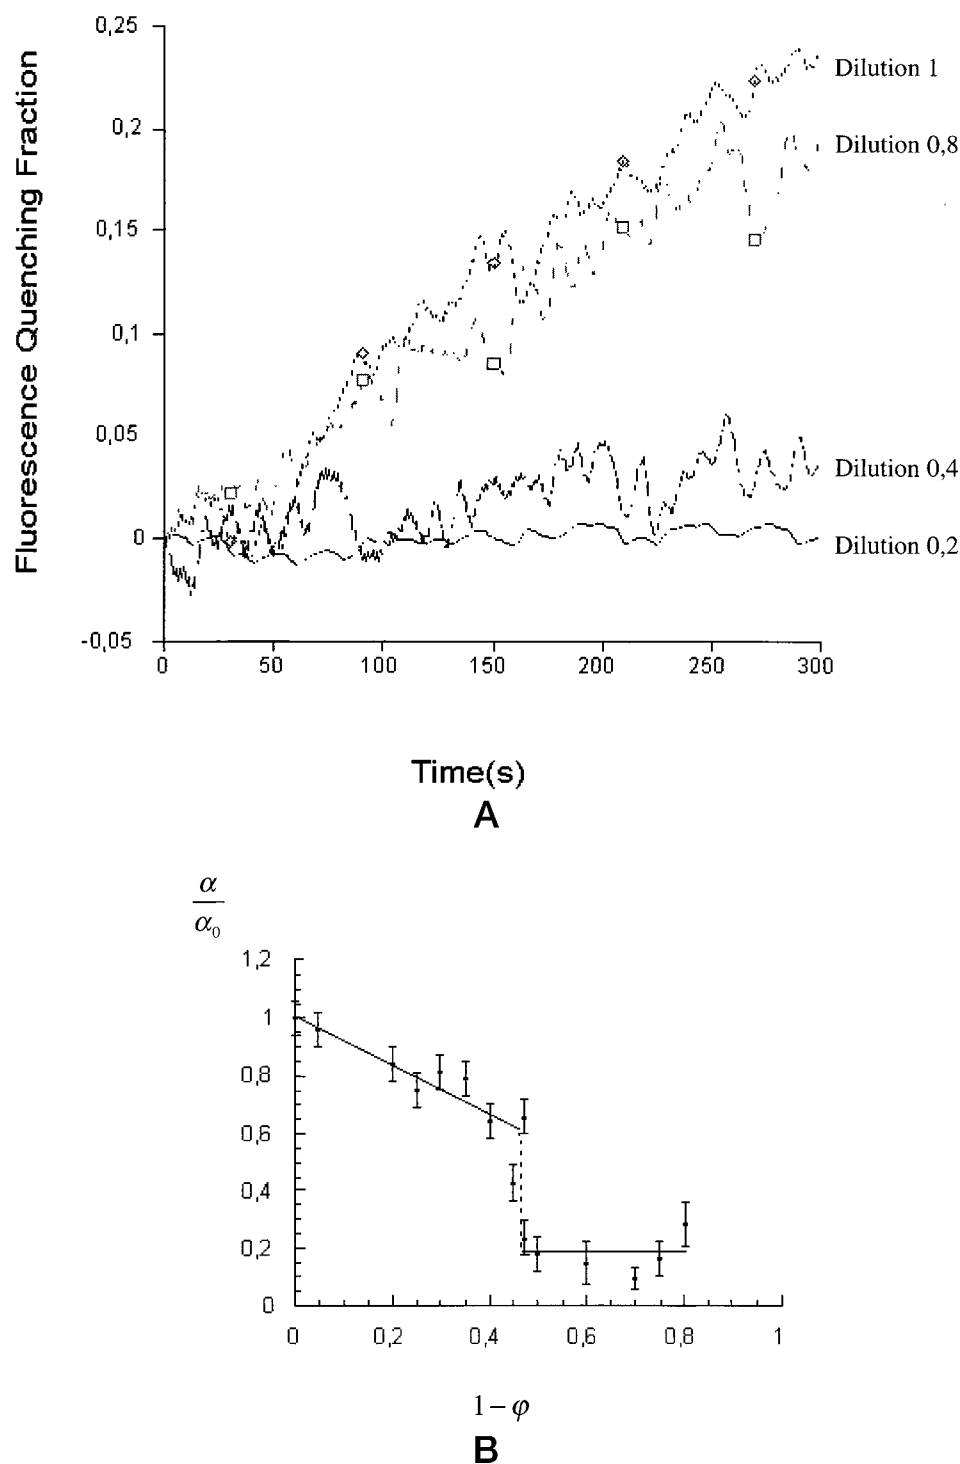 Fluorescence Quenching Fraction
0,25
0,2
0,15
0,1
0,05
0
-0,05
0 50 100 150 200 250 300
Dilution 1
Dilution 0,8
Dilution 0,4
Dilution 0,2
Time(s)
A
α
α₀
1,2
1
0,8
0,6
0,4
0,2
0
0 0,2 0,4 0,6 0,8 1
1 − φ
B